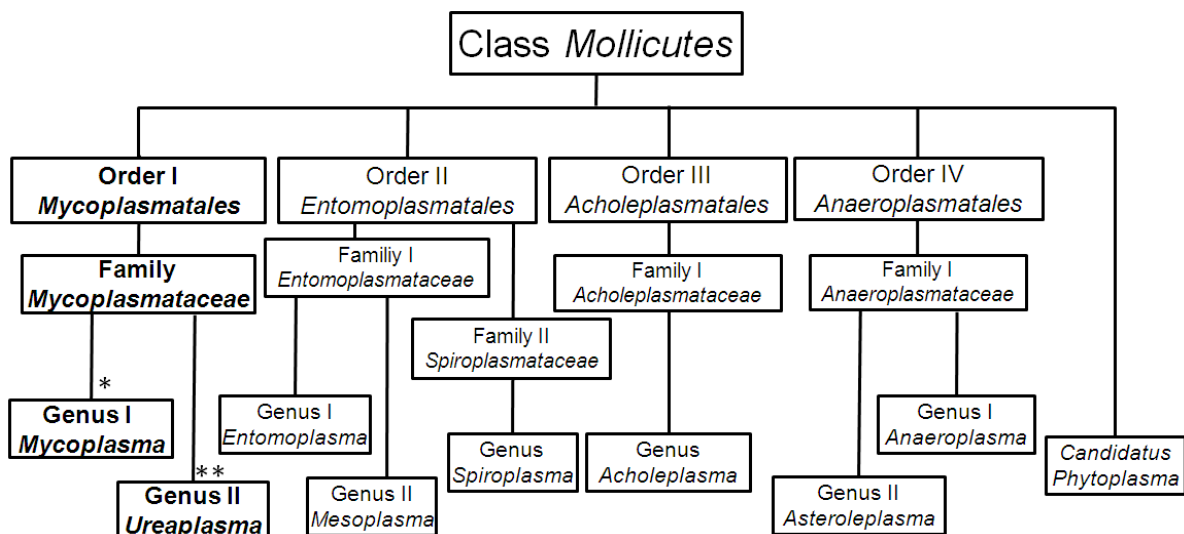 Class Mollicutes
Order I
Mycoplasmatales
Order II
Entomoplasmatales
Order III
Acholeplasmatales
Order IV
Anaeroplasmatales
Family
Mycoplasmataceae
Familiy I
Entomoplasmataceae
Family I
Acholeplasmataceae
Family I
Anaeroplasmataceae
Family II
Spiroplasmataceae
*
Genus I
Mycoplasma
Genus I
Entomoplasma
Genus I
Anaeroplasma
Genus
Spiroplasma
Genus
Acholeplasma
Candidatus
Phytoplasma
**
Genus II
Ureaplasma
Genus II
Mesoplasma
Genus II
Asteroleplasma